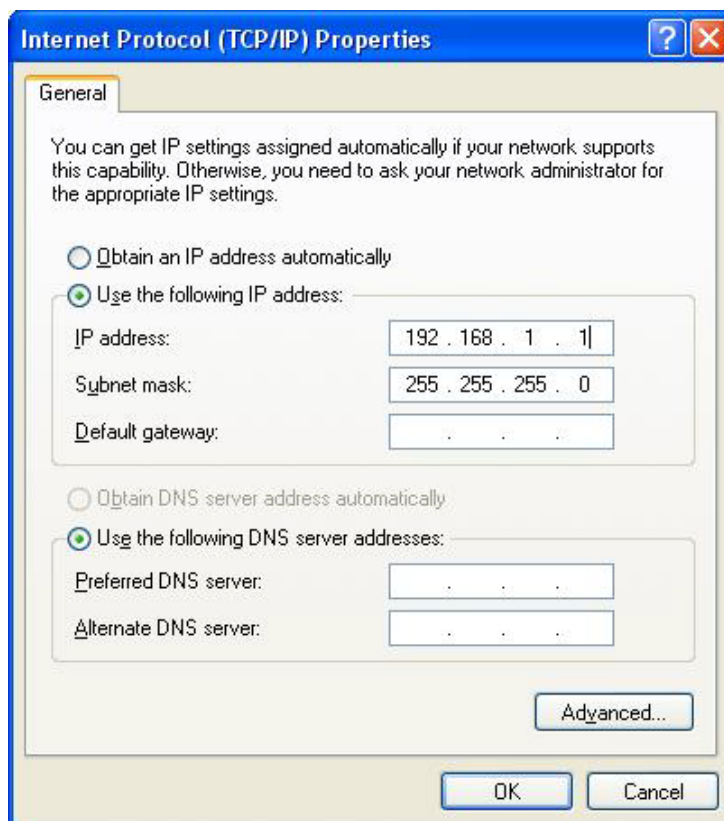 Internet Protocol (TCP/IP) Properties
General
You can get IP settings assigned automatically if your network supports
this capability. Otherwise, you need to ask your network administrator for
the appropriate IP settings.
Obtain an IP address automatically
Use the following IP address:
IP address: 192 . 168 . 1 . 1
Subnet mask: 255 . 255 . 255 . 0
Default gateway: . . .
Obtain DNS server address automatically
Use the following DNS server addresses:
Preferred DNS server: . . .
Alternate DNS server: . . .
Advanced...
OK Cancel